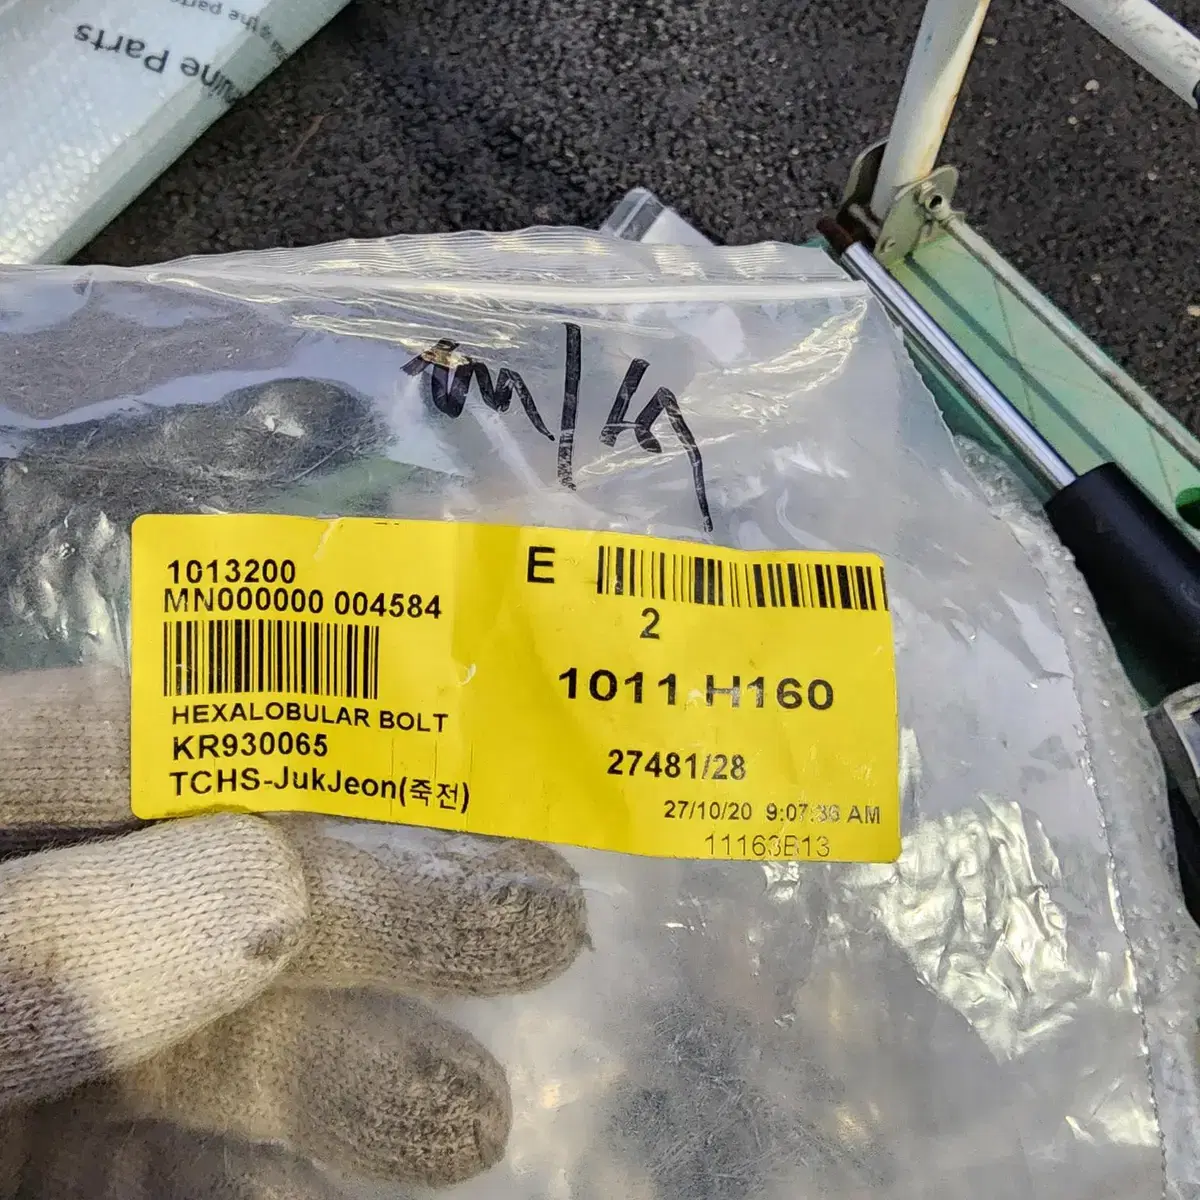 uine Parts
1013200
MN000000 004584
HEXALOBULAR BOLT
KR930065
TCHS-JukJeon(죽전)
E
2
1011 H160
27481/28
27/10/20 9:07:36 AM
11163B13